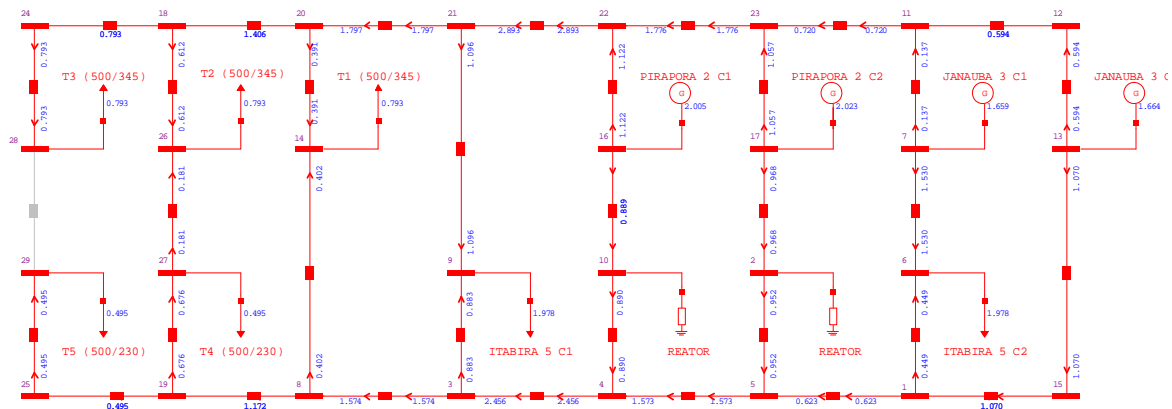 24 18 20 21 22 23 11 12
0.793 1.406 1.797 1.797 2.893 2.893 1.776 1.776 0.720 0.720 0.594
0.793 0.612 0.391 1.096 1.122 1.057 0.137 0.594
T3 (500/345) T2 (500/345) T1 (500/345) PIRAPORA 2 C1 PIRAPORA 2 C2 JANAUBA 3 C1 JANAUBA 3 C
G G G G
0.793 0.793 0.793 2.005 2.023 1.659 1.664
0.793 0.612 0.391 1.122 1.057 0.137 0.594
28 26 14 16 17 7 13
0.181 0.402 0.968 1.530 1.070
0.889
0.181 1.096 0.968 1.530
29 27 9 10 2 6
0.495 0.676 0.883 0.890 0.952 0.449
0.495 0.495 1.978 1.978
T5 (500/230) T4 (500/230) ITABIRA 5 C1 REATOR REATOR ITABIRA 5 C2
0.495 0.676 0.402 0.883 0.890 0.952 0.449 1.070
25 19 8 3 4 5 1 15
0.495 1.172 1.574 1.574 2.456 2.456 1.573 1.573 0.623 0.623 1.070